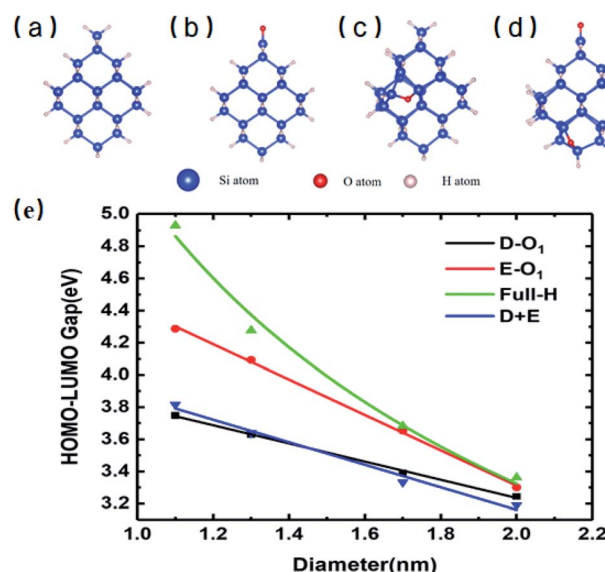 (a) (b) (c) (d)
Si atom O atom H atom
(e)
5.0
4.8
4.6
4.4
4.2
4.0
3.8
3.6
3.4
3.2
HOMO-LUMO Gap(eV)
D-O₁
E-O₁
Full-H
D+E
1.0 1.2 1.4 1.6 1.8 2.0 2.2
Diameter(nm)